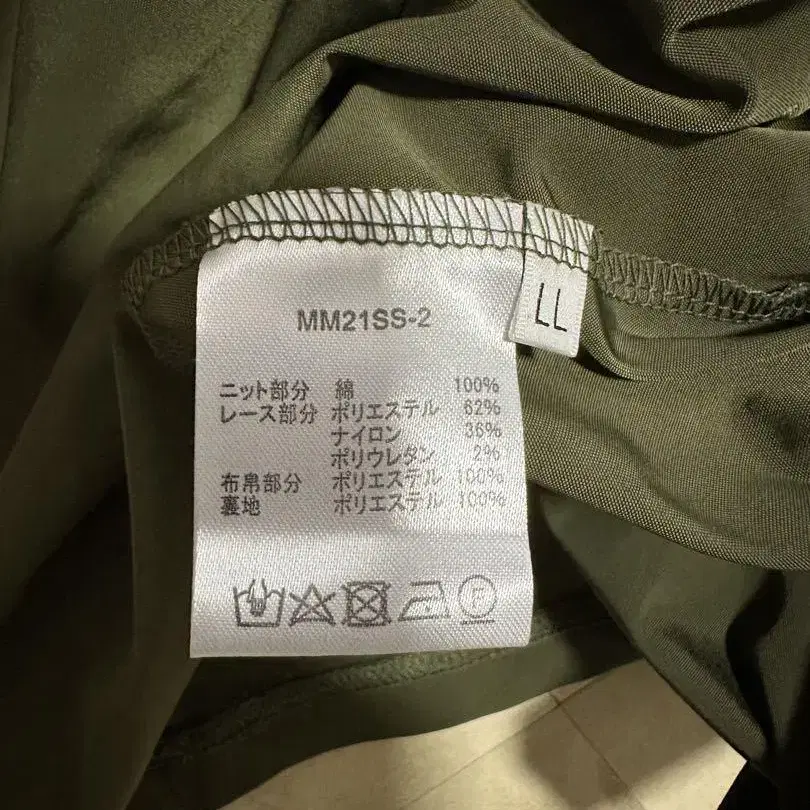 MM21SS-2
LL
ニット部分 綿 100%
レース部分 ポリエステル 62%
ナイロン 36%
ポリウレタン 2%
布帛部分 ポリエステル 100%
裏地 ポリエステル 100%
F